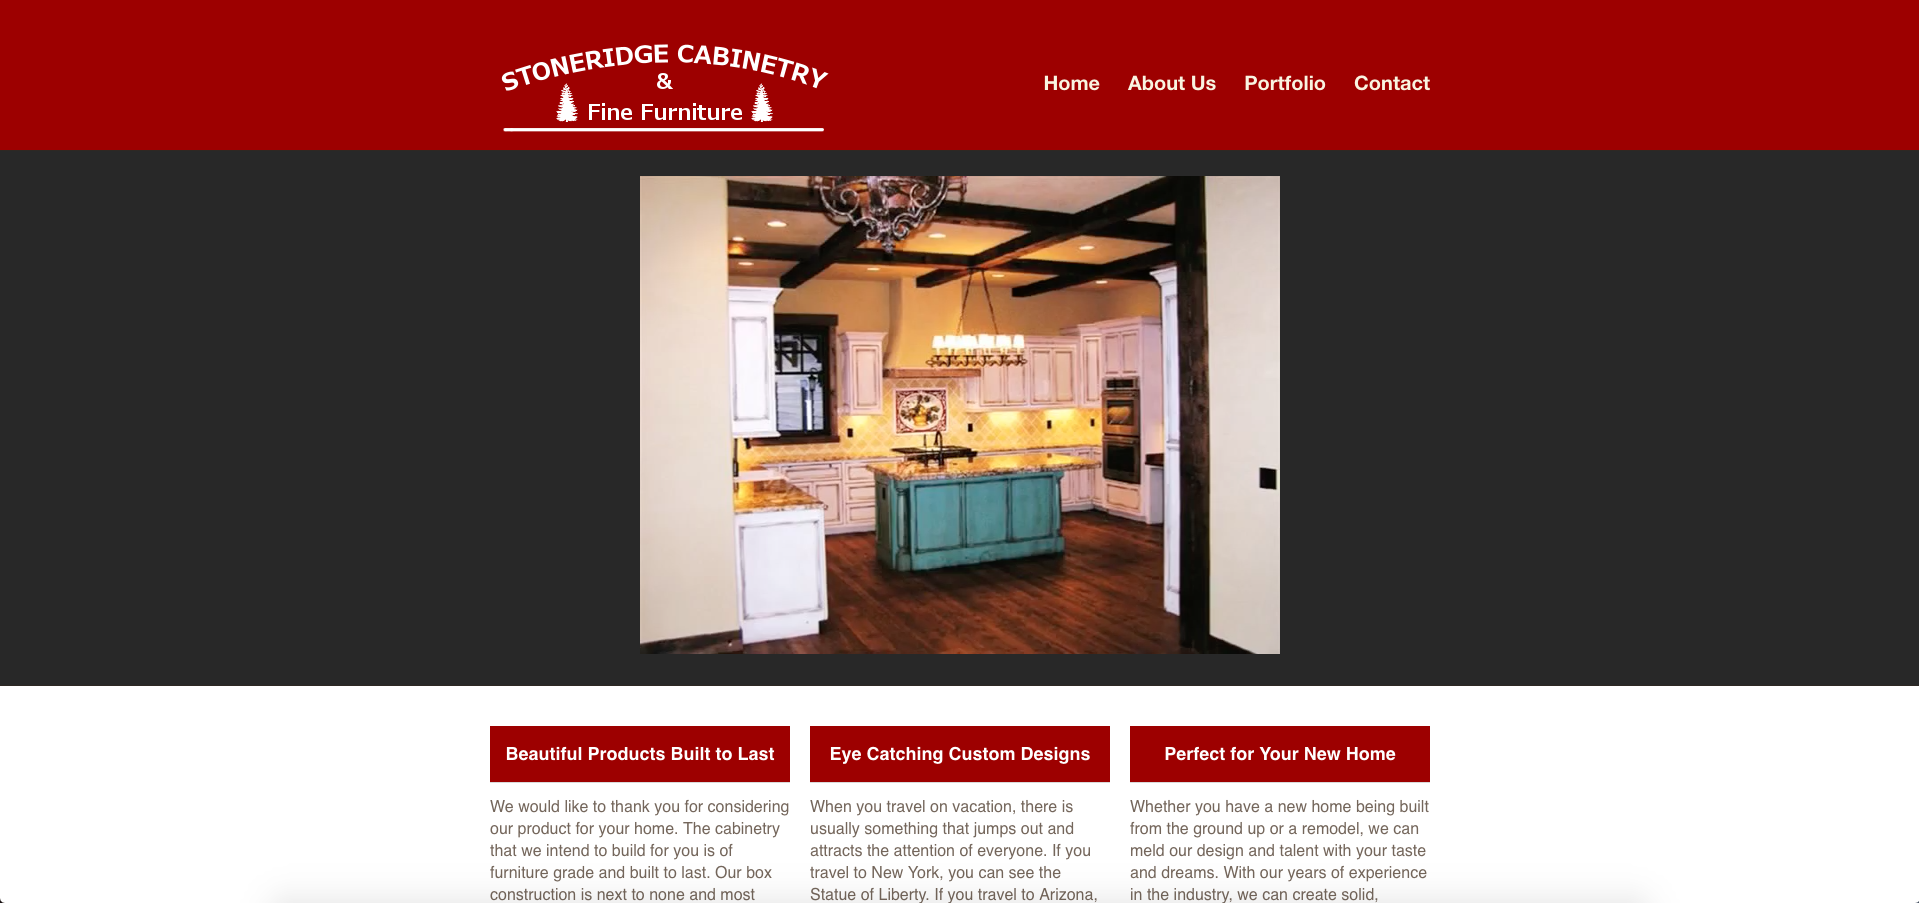 STONERIDGE CABINETRY
&
Fine Furniture
Home About Us Portfolio Contact
Beautiful Products Built to Last
We would like to thank you for considering
our product for your home. The cabinetry
that we intend to build for you is of
furniture grade and built to last. Our box
construction is next to none and most
Eye Catching Custom Designs
When you travel on vacation, there is
usually something that jumps out and
attracts the attention of everyone. If you
travel to New York, you can see the
Statue of Liberty. If you travel to Arizona,
Perfect for Your New Home
Whether you have a new home being built
from the ground up or a remodel, we can
meld our design and talent with your taste
and dreams. With our years of experience
in the industry, we can create solid,